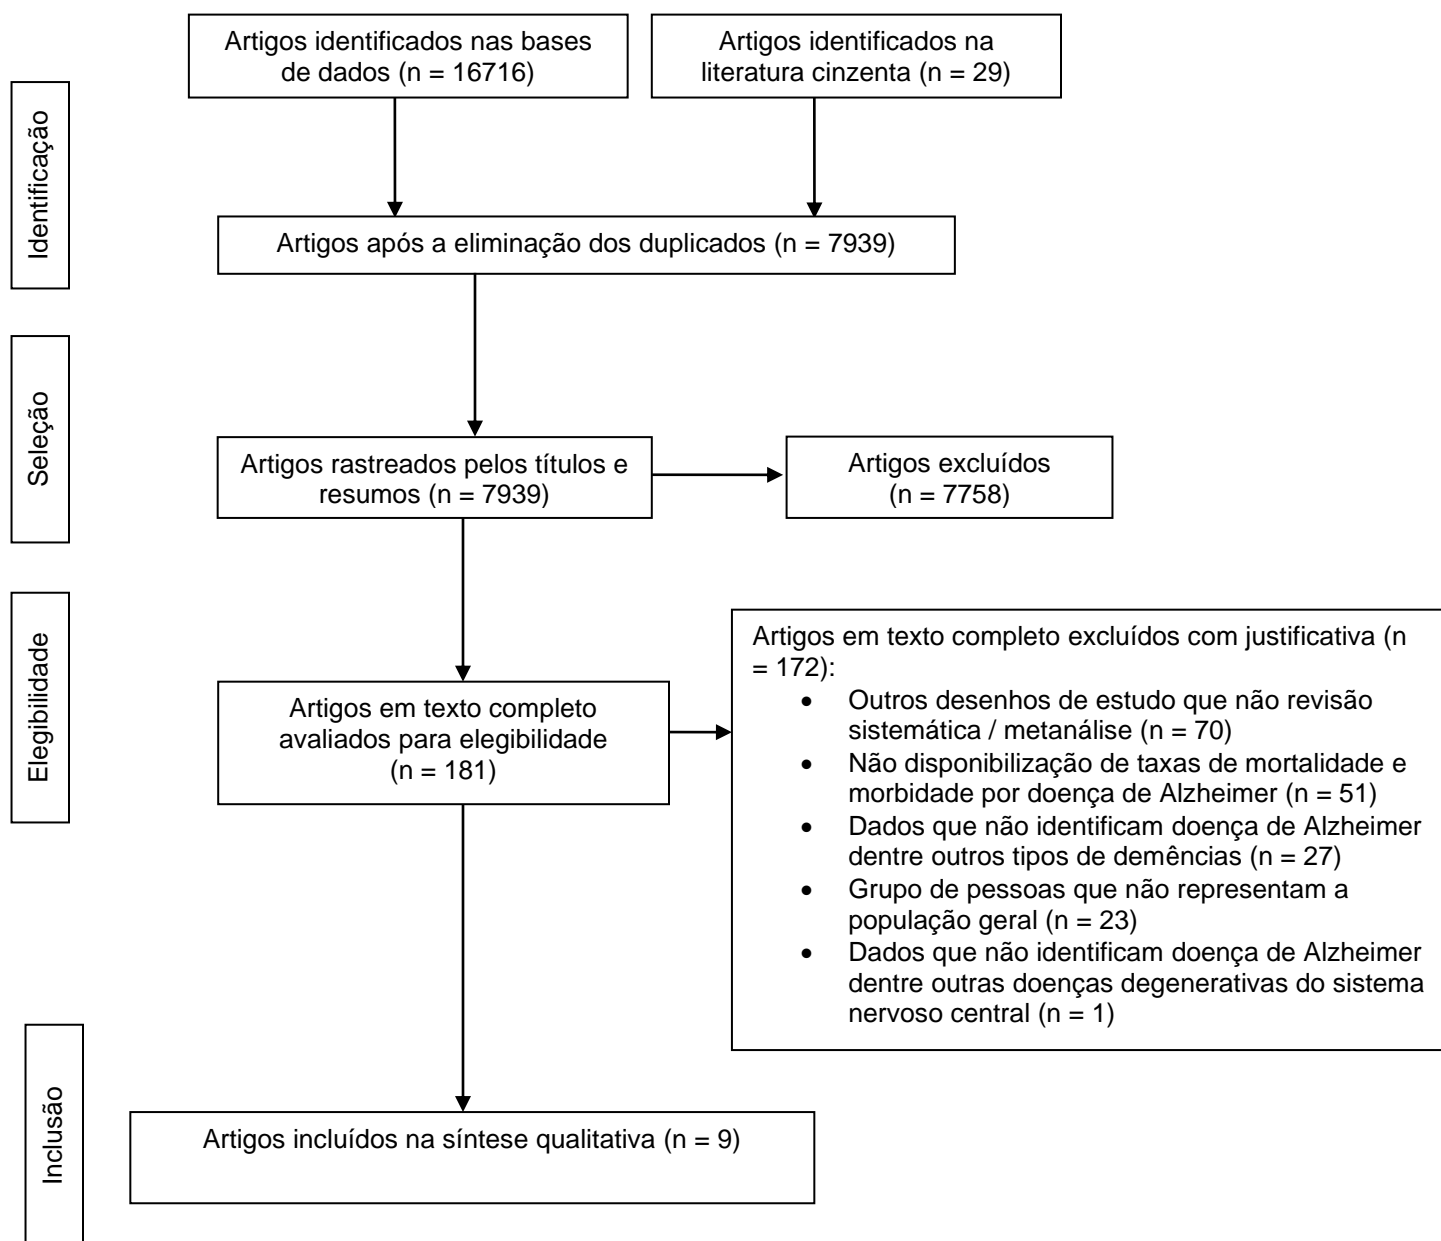 Artigos identificados nas bases
de dados (n = 16716)
Artigos identificados na
literatura cinzenta (n = 29)
Identificação
Artigos após a eliminação dos duplicados (n = 7939)
Seleção
Artigos rastreados pelos títulos e
resumos (n = 7939)
Artigos excluídos
(n = 7758)
Elegibilidade
Artigos em texto completo
avaliados para elegibilidade
(n = 181)
Artigos em texto completo excluídos com justificativa (n
= 172):
• Outros desenhos de estudo que não revisão
sistemática / metanálise (n = 70)
• Não disponibilização de taxas de mortalidade e
morbidade por doença de Alzheimer (n = 51)
• Dados que não identificam doença de Alzheimer
dentre outros tipos de demências (n = 27)
• Grupo de pessoas que não representam a
população geral (n = 23)
• Dados que não identificam doença de Alzheimer
dentre outras doenças degenerativas do sistema
nervoso central (n = 1)
Inclusão
Artigos incluídos na síntese qualitativa (n = 9)